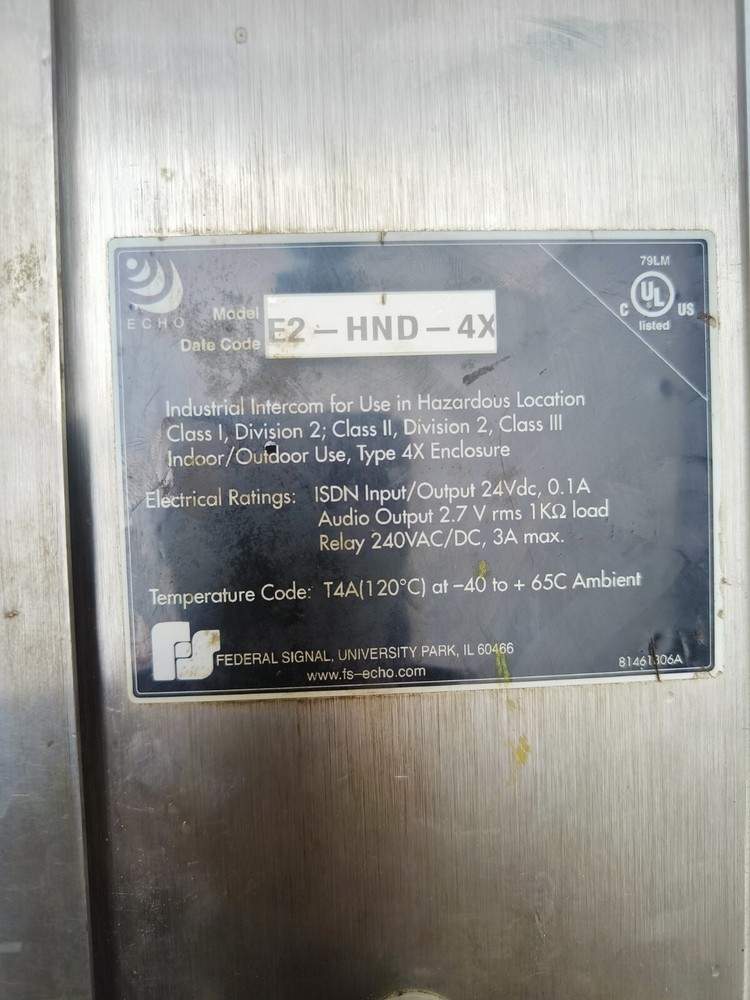 ECHO
Model
Date Code
E2-HND-4X
79LM
C UL US
listed
Industrial Intercom for Use in Hazardous Location
Class I, Division 2; Class II, Division 2, Class III
Indoor/Outdoor Use, Type 4X Enclosure
Electrical Ratings: ISDN Input/Output 24Vdc, 0.1A
Audio Output 2.7 V rms 1KΩ load
Relay 240VAC/DC, 3A max.
Temperature Code: T4A(120°C) at -40 to + 65C Ambient
FS FEDERAL SIGNAL, UNIVERSITY PARK, IL 60466
www.fs-echo.com
81461306A